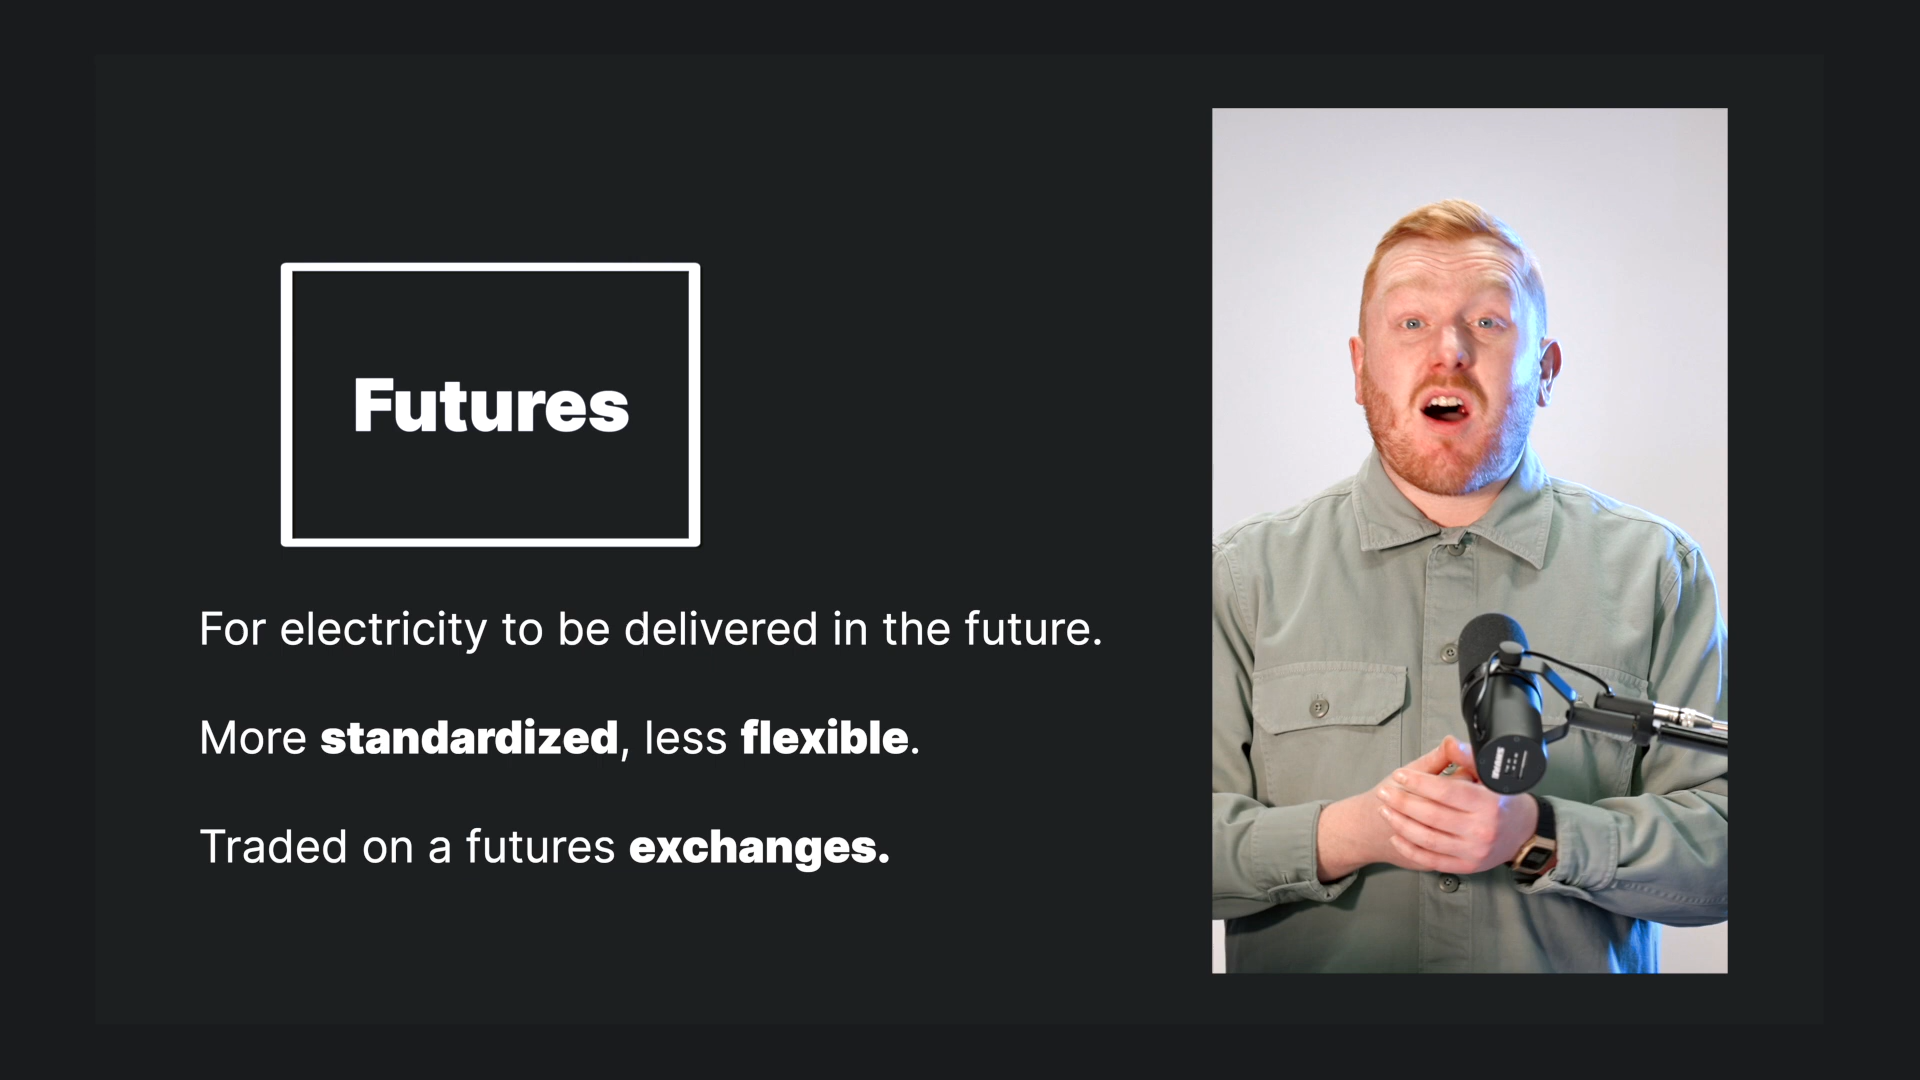 Futures
For electricity to be delivered in the future.
More standardized, less flexible.
Traded on a futures exchanges.